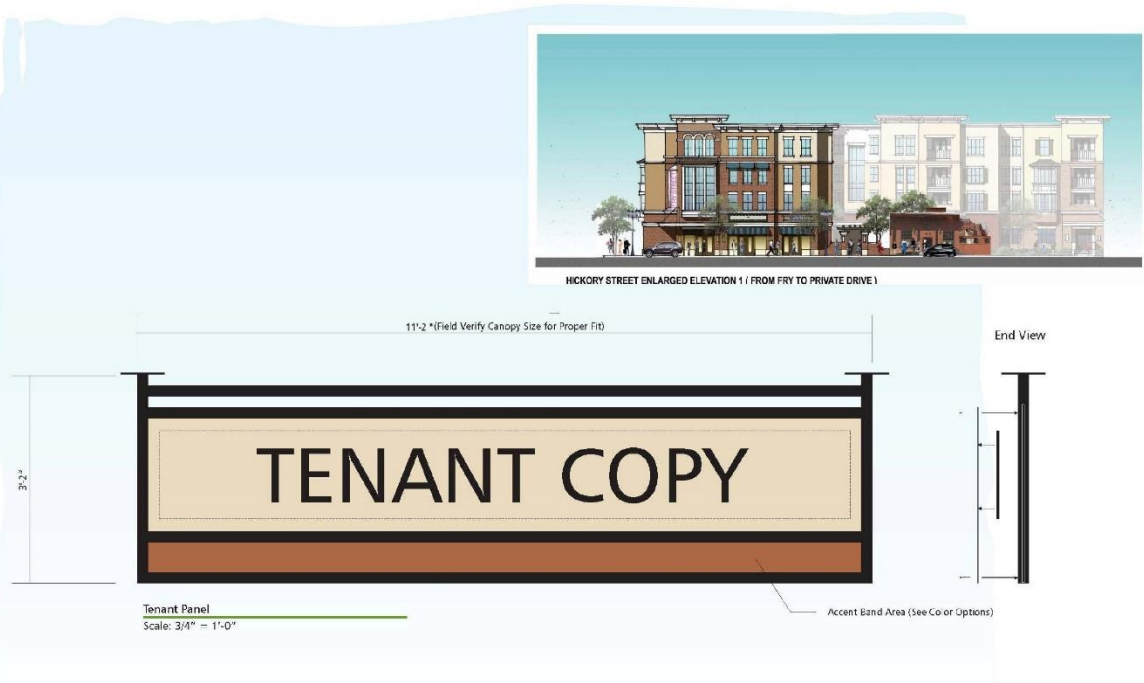 HICKORY STREET ENLARGED ELEVATION 1 ( FROM FRY TO PRIVATE DRIVE )
11'-2 "(Field Verify Canopy Size for Proper Fit)
End View
3'-2"
TENANT COPY
Accent Band Area (See Color Options)
Tenant Panel
Scale: 3/4" = 1'-0"